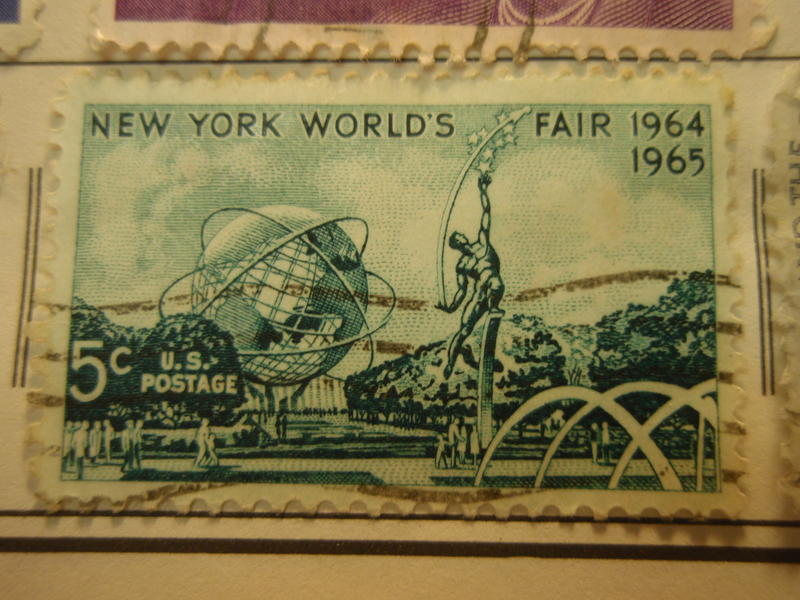 NEW YORK WORLD'S FAIR 1964
1965
5c U.S.
POSTAGE